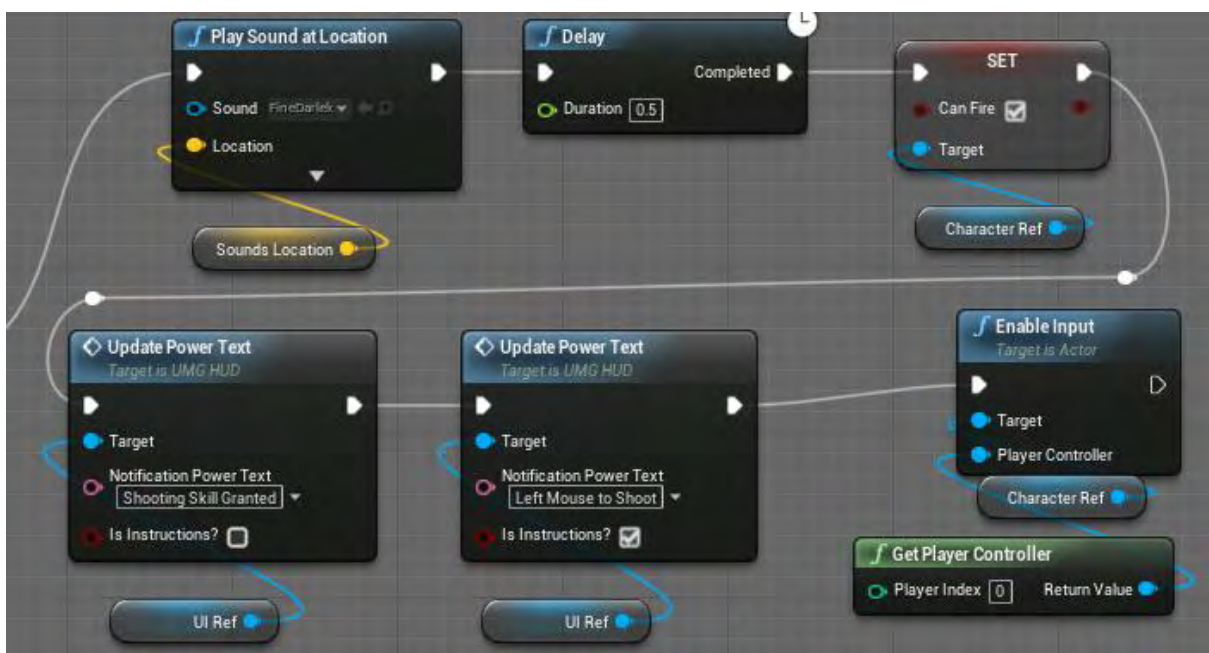 Play Sound at Location
Sound FineDarlek
Location
Sounds Location
Delay
Completed
Duration 0.5
SET
Can Fire
Target
Character Ref
Update Power Text
Target is UMG HUD
Target
Notification Power Text
Shooting Skill Granted
Is Instructions?
UI Ref
Update Power Text
Target is UMG HUD
Target
Notification Power Text
Left Mouse to Shoot
Is Instructions?
UI Ref
Enable Input
Target is Actor
Target
Player Controller
Character Ref
Get Player Controller
Player Index 0 Return Value